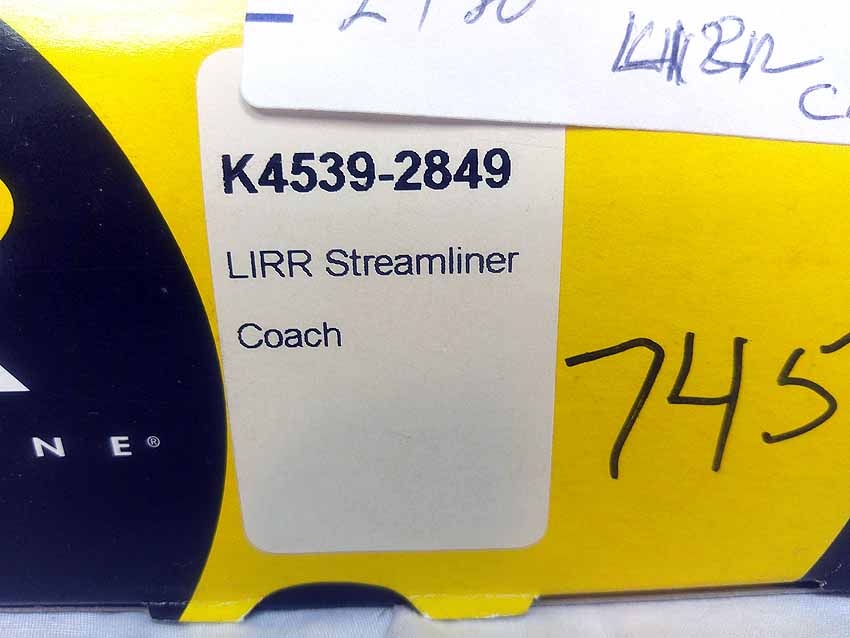 K4539-2849
LIRR Streamliner
Coach
745
N E®